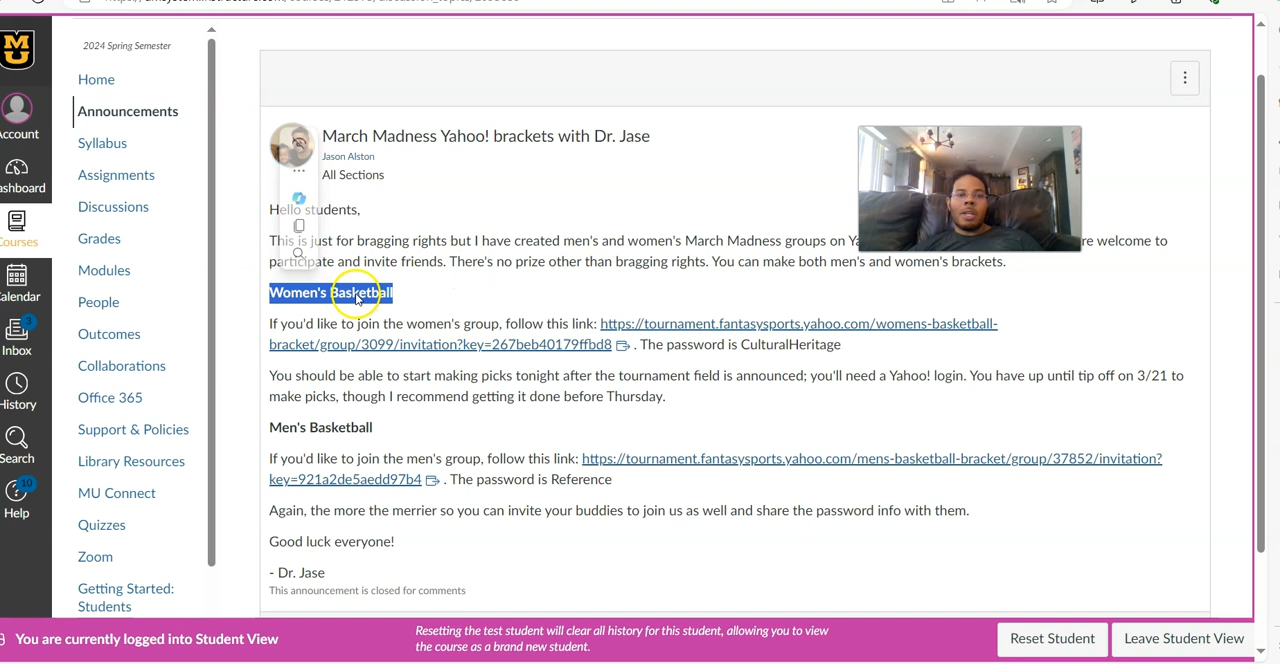 2024 Spring Semester
Home
Account
Announcements
Syllabus
Assignments
Courses
Discussions
Grades
Modules
People
3
Inbox
Outcomes
Collaborations
History
Office 365
Search
Support & Policies
Library Resources
10
Help
MU Connect
Quizzes
Zoom
Getting Started:
Students
March Madness Yahoo! brackets with Dr. Jase
Jason Alston
All Sections
Hello students,
This is just for bragging rights but I have created men's and women's March Madness groups on
welcome to
participate and invite friends. There's no prize other than bragging rights. You can make both men's and women's brackets.
Women's Basketball
If you'd like to join the women's group, follow this link: https://tournament.fantasysports.yahoo.com/womens-basketball-
bracket/group/3099/invitation?key=267beb40179ffbd8 . The password is CulturalHeritage
You should be able to start making picks tonight after the tournament field is announced; you'll need a Yahoo! login. You have up until tip off on 3/21 to
make picks, though I recommend getting it done before Thursday.
Men's Basketball
If you'd like to join the men's group, follow this link: https://tournament.fantasysports.yahoo.com/mens-basketball-bracket/group/37852/invitation?
key=921a2de5aedd97b4 . The password is Reference
Again, the more the merrier so you can invite your buddies to join us as well and share the password info with them.
Good luck everyone!
- Dr. Jase
This announcement is closed for comments
You are currently logged into Student View
Resetting the test student will clear all history for this student, allowing you to view
the course as a brand new student.
Reset Student
Leave Student View